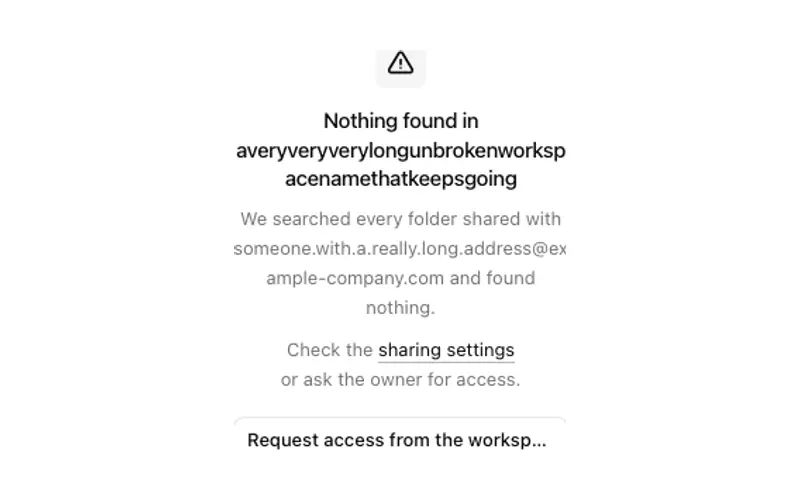 Nothing found in
averyveryverylongunbrokenworksp
acenamethatkeepsgoing
We searched every folder shared with
someone.with.a.really.long.address@ex
ample-company.com and found
nothing.
Check the sharing settings
or ask the owner for access.
Request access from the worksp...